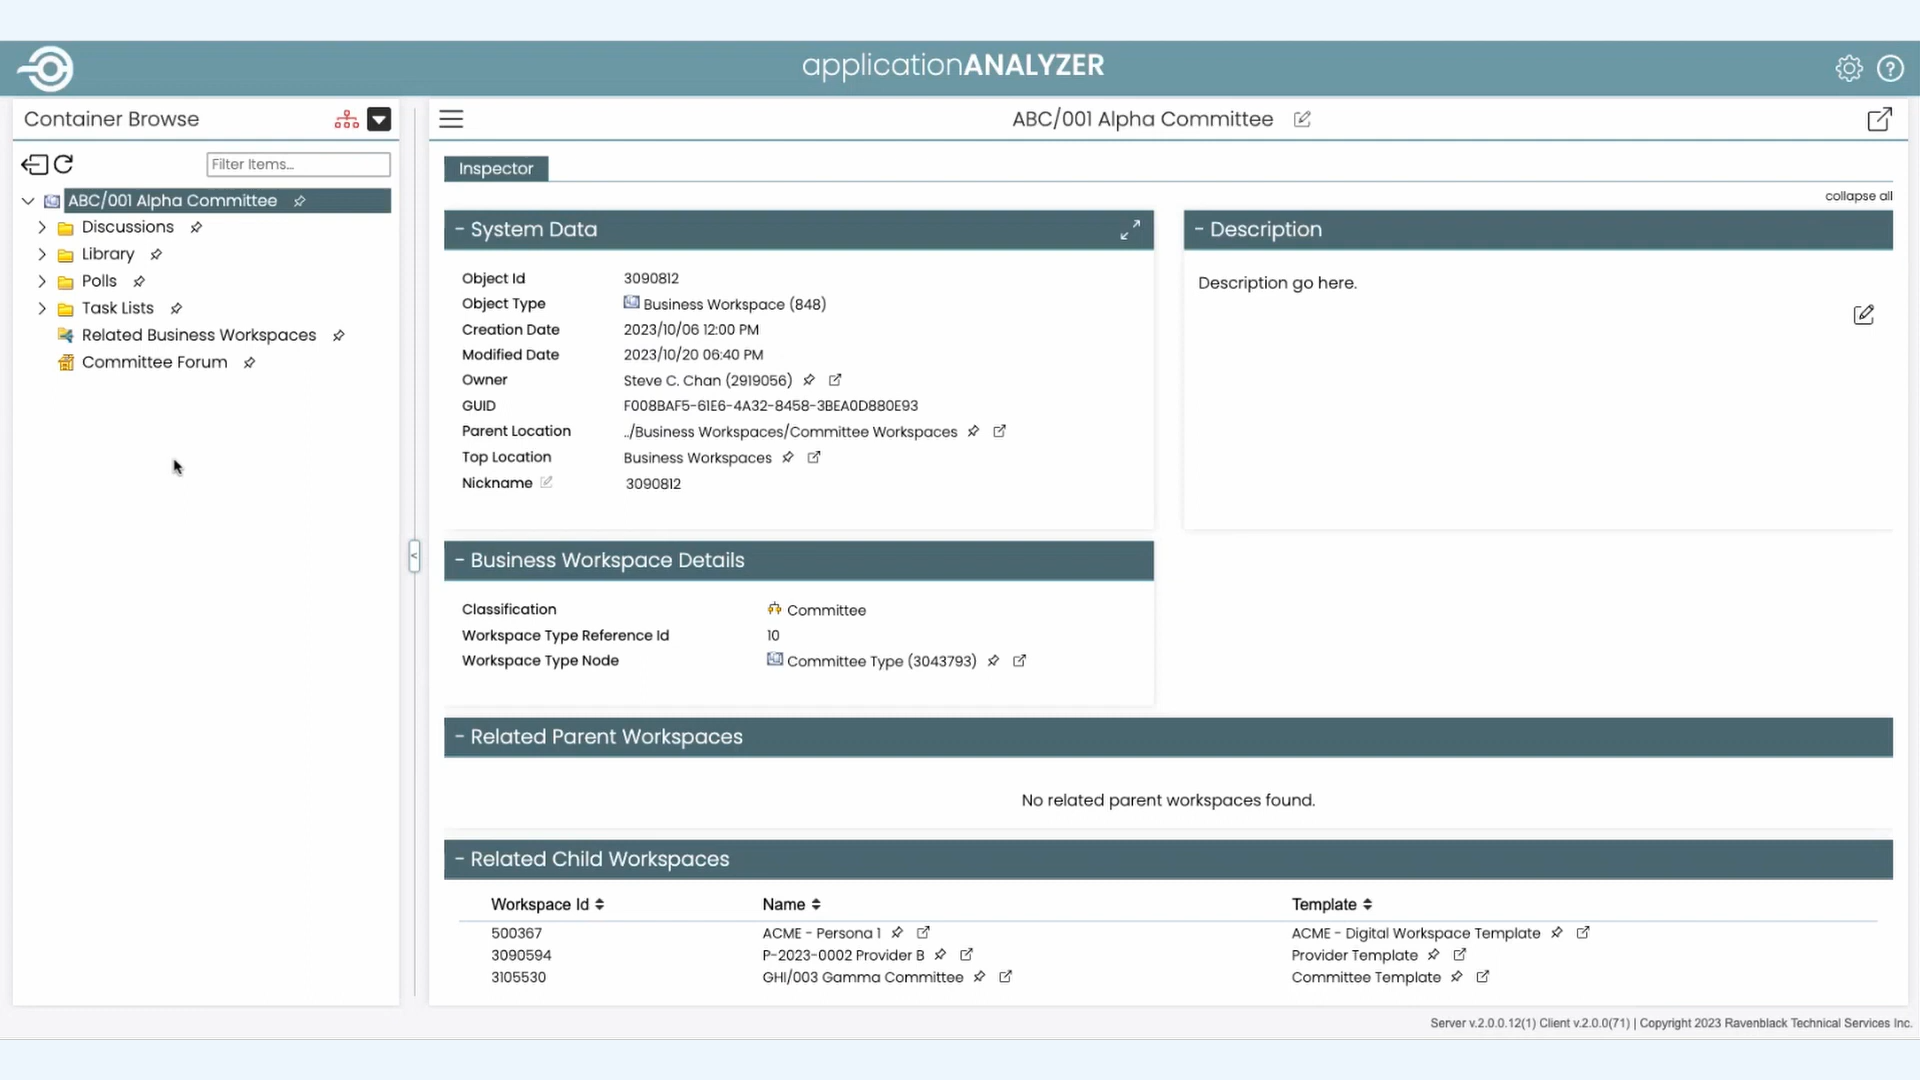 applicationANALYZER
Container Browse
Filter Items...
ABC/001 Alpha Committee
Discussions
Library
Polls
Task Lists
Related Business Workspaces
Committee Forum
<
ABC/001 Alpha Committee
Inspector
collapse all
- System Data
Object Id 3090812
Object Type Business Workspace (848)
Creation Date 2023/10/06 12:00 PM
Modified Date 2023/10/20 06:40 PM
Owner Steve C. Chan (2919056)
GUID F008BAF5-61E6-4A32-8458-3BEA0D880E93
Parent Location ../Business Workspaces/Committee Workspaces
Top Location Business Workspaces
Nickname 3090812
- Description
Description go here.
- Business Workspace Details
Classification Committee
Workspace Type Reference Id 10
Workspace Type Node Committee Type (3043793)
- Related Parent Workspaces
No related parent workspaces found.
- Related Child Workspaces
Workspace Id Name Template
500367 ACME - Persona 1 ACME - Digital Workspace Template
3090594 P-2023-0002 Provider B Provider Template
3105530 GHI/003 Gamma Committee Committee Template
Server v.2.0.0.12(1) Client v.2.0.0(71) | Copyright 2023 Ravenblack Technical Services Inc.